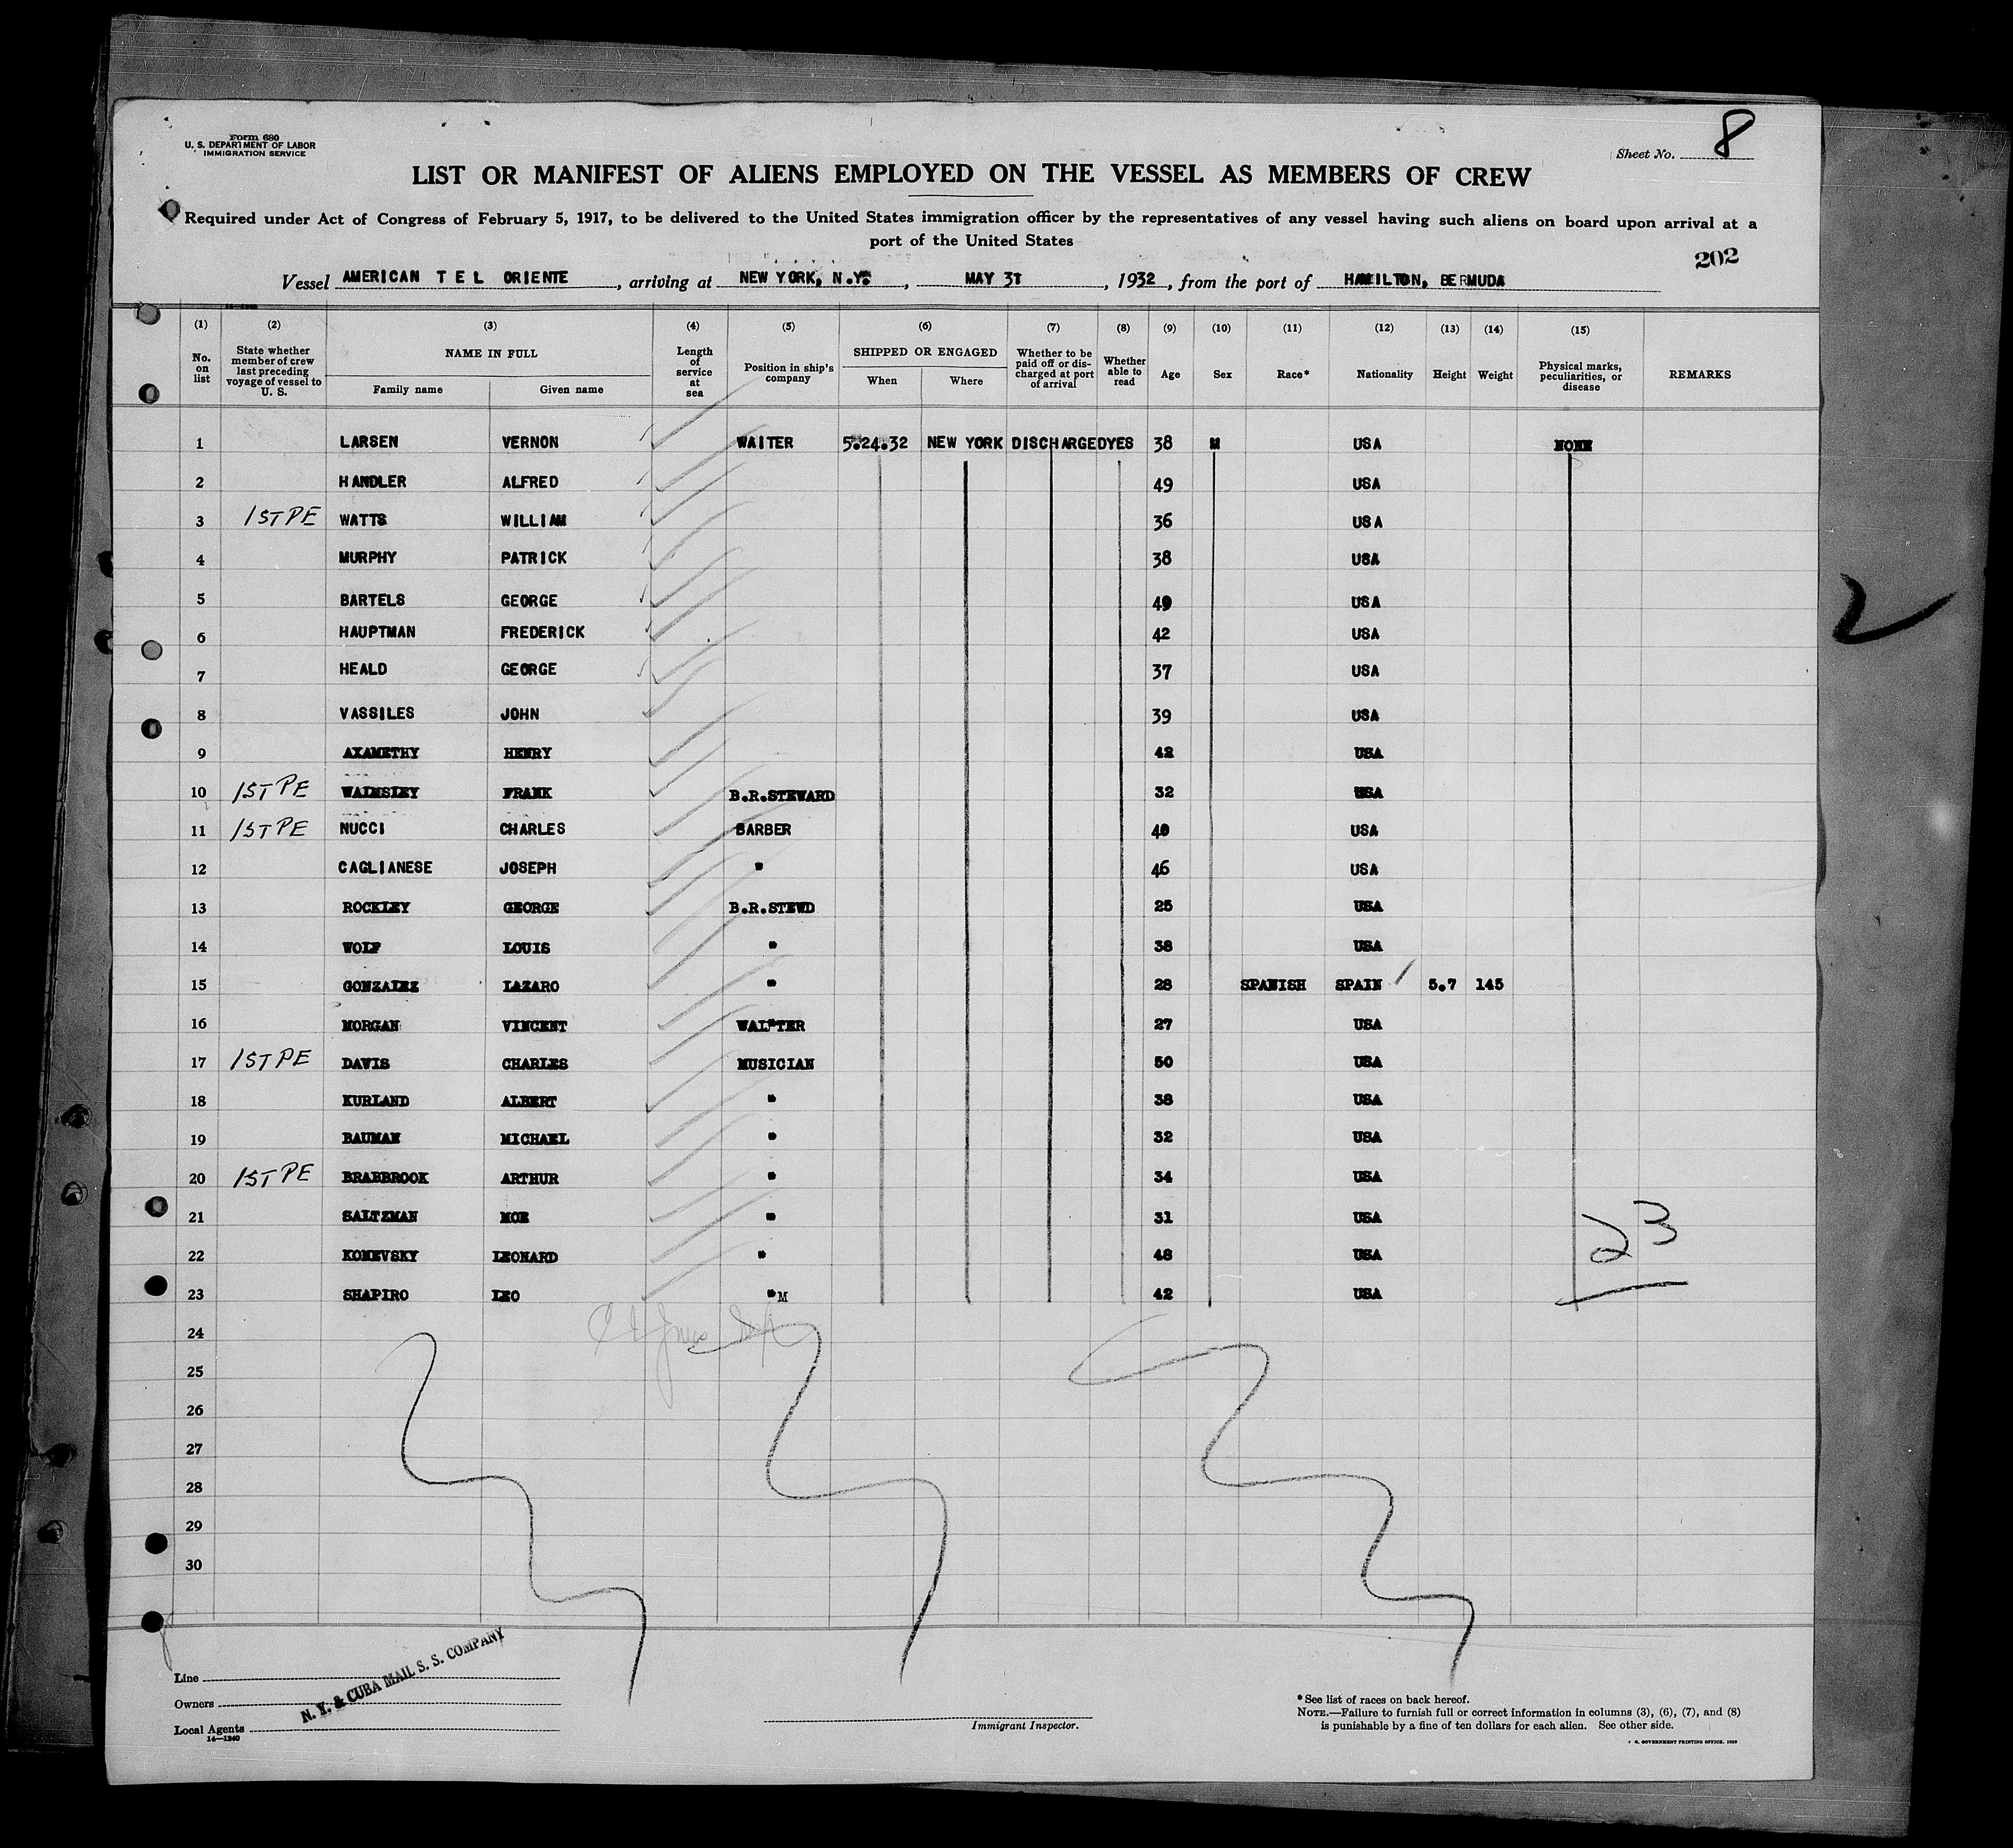 Form 680
U. S. DEPARTMENT OF LABOR
IMMIGRATION SERVICE
Sheet No. 8
LIST OR MANIFEST OF ALIENS EMPLOYED ON THE VESSEL AS MEMBERS OF CREW
Required under Act of Congress of February 5, 1917, to be delivered to the United States immigration officer by the representatives of any vessel having such aliens on board upon arrival at a
port of the United States
202
Vessel AMERICAN T E L ORIENTE, arriving at NEW YORK, N.Y., MAY 31, 1932, from the port of HAMILTON, BERMUDA
(1) (2) (3) (4) (5) (6) (7) (8) (9) (10) (11) (12) (13) (14) (15)
No. on list State whether member of crew last preceding voyage of vessel to U. S. NAME IN FULL Family name Given name Length of service at sea Position in ship's company SHIPPED OR ENGAGED When Where Whether to be paid off or discharged at port of arrival Whether able to read Age Sex Race* Nationality Height Weight Physical marks, peculiarities, or disease REMARKS
1 LARSEN VERNON WAITER 5.24.32 NEW YORK DISCHARGED YES 38 M USA NONE
2 HANDLER ALFRED 49 USA
3 1ST PE WATTS WILLIAM 36 USA
4 MURPHY PATRICK 38 USA
5 BARTELS GEORGE 49 USA
6 HAUPTMAN FREDERICK 42 USA
7 HEALD GEORGE 37 USA
8 VASSILES JOHN 39 USA
9 AXAMETHY HENRY 42 USA
10 1ST PE WALMSLEY FRANK B.R.STEWARD 32 USA
11 1ST PE NUCCI CHARLES BARBER 40 USA
12 CAGLIANESE JOSEPH " 46 USA
13 ROCKLEY GEORGE B.R.STEWD 25 USA
14 WOLF LOUIS " 38 USA
15 GONZALEZ LAZARO " 28 SPANISH SPAIN 5.7 145
16 MORGAN VINCENT WAL"TER 27 USA
17 1ST PE DAVIS CHARLES MUSICIAN 50 USA
18 KURLAND ALBERT " 38 USA
19 BAUMAN MICHAEL " 32 USA
20 1ST PE BRABBROOK ARTHUR " 34 USA
21 SALTZMAN MOE " 31 USA
22 KONEVSKY LEONARD " 48 USA
23 SHAPIRO LEO "M 42 USA
23
24
25
26
27
28
29
30
2
Line
Owners
Local Agents
N. Y. & CUBA MAIL S. S. COMPANY
14—1240
Immigrant Inspector.
* See list of races on back hereof.
NOTE.—Failure to furnish full or correct information in columns (3), (6), (7), and (8)
is punishable by a fine of ten dollars for each alien. See other side.
GOVERNMENT PRINTING OFFICE.